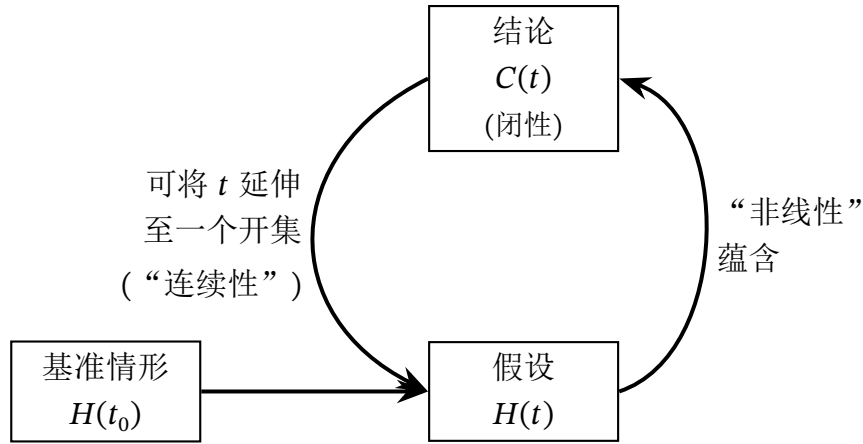 结论
C(t)
(闭性)
可将 t 延伸
至一个开集
(“连续性”)
“非线性”
蕴含
基准情形
H(t₀)
假设
H(t)